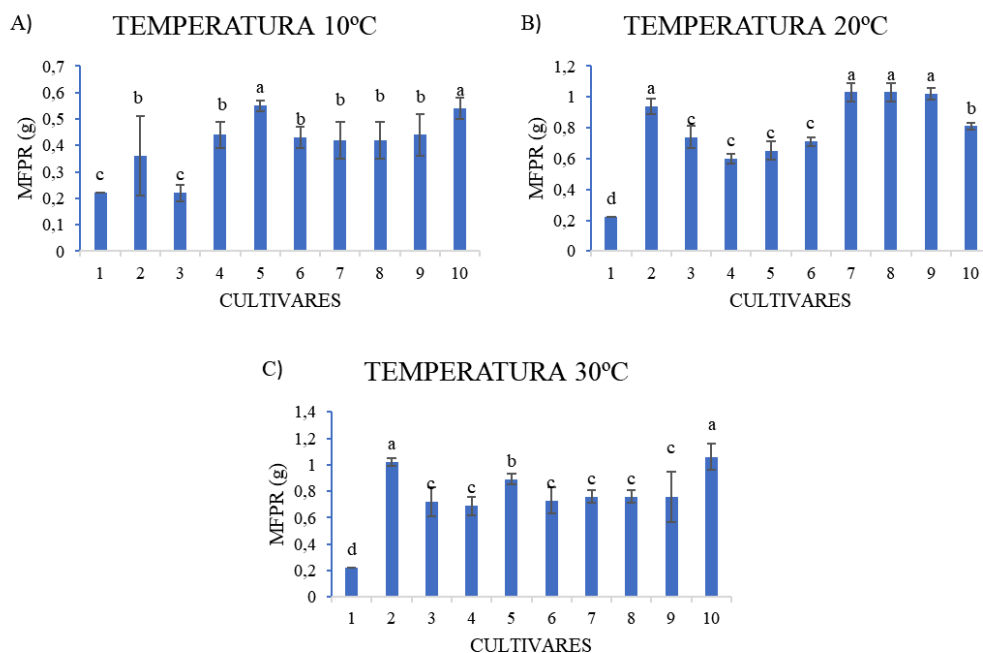 A) TEMPERATURA 10ºC
MFPR (g)
0,7
0,6
0,5
0,4
0,3
0,2
0,1
0
c b c b a b b b b a
1 2 3 4 5 6 7 8 9 10
CULTIVARES
B) TEMPERATURA 20ºC
MFPR (g)
1,2
1
0,8
0,6
0,4
0,2
0
d a c c c c a a a b
1 2 3 4 5 6 7 8 9 10
CULTIVARES
C) TEMPERATURA 30ºC
MFPR (g)
1,4
1,2
1
0,8
0,6
0,4
0,2
0
d a c c b c c c c a
1 2 3 4 5 6 7 8 9 10
CULTIVARES